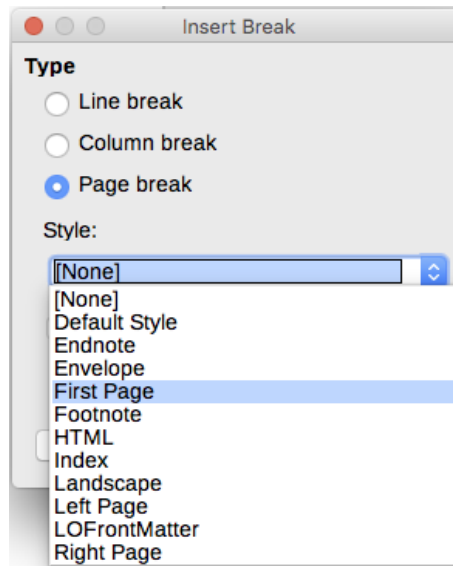 Insert Break
Type
Line break
Column break
Page break
Style:
[None]
[None]
Default Style
Endnote
Envelope
First Page
Footnote
HTML
Index
Landscape
Left Page
LOFrontMatter
Right Page